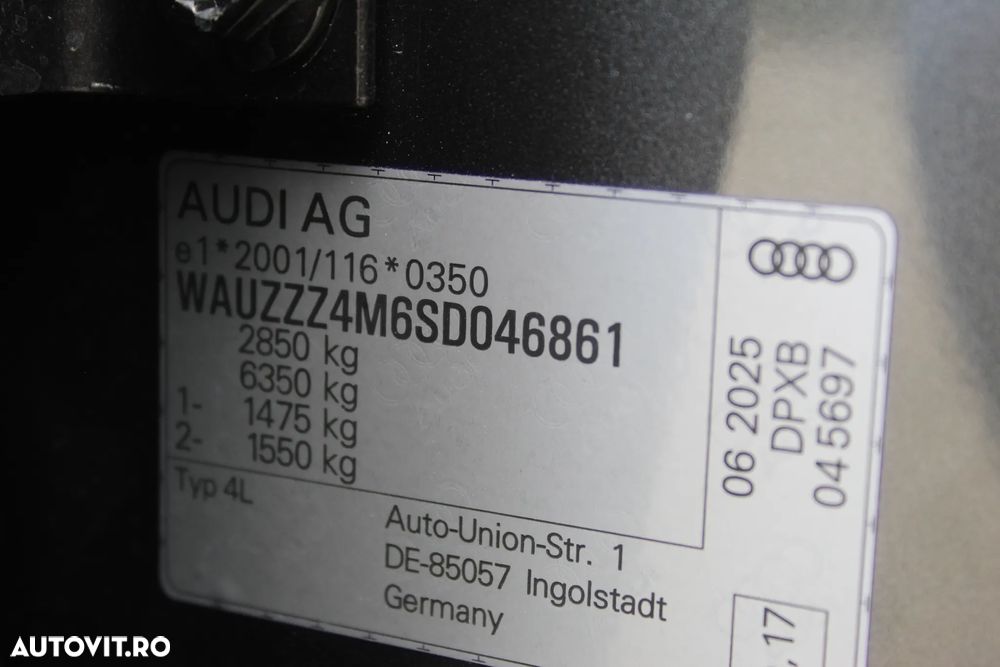 AUDI AG
e1*2001/116*0350
WAUZZZ4M6SD046861
2850 kg
6350 kg
1- 1475 kg
2- 1550 kg
Typ 4L
Auto-Union-Str. 1
DE-85057 Ingolstadt
Germany
06 2025
DPXB
045697
,17
AUTOVIT.RO